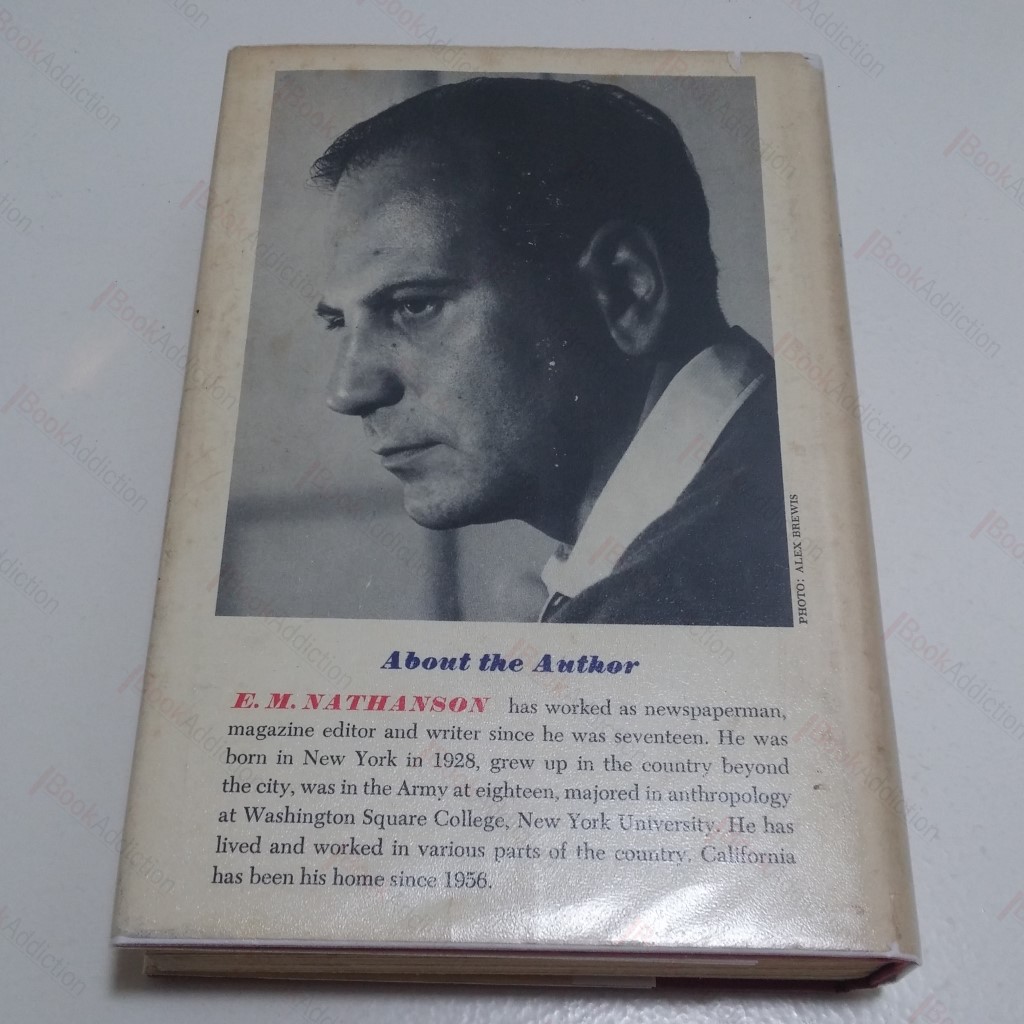 PHOTO: ALEX BREWIS
About the Author
E. M. NATHANSON has worked as newspaperman,
magazine editor and writer since he was seventeen. He was
born in New York in 1928, grew up in the country beyond
the city, was in the Army at eighteen, majored in anthropology
at Washington Square College, New York University. He has
lived and worked in various parts of the country. California
has been his home since 1956.
BookAddiction